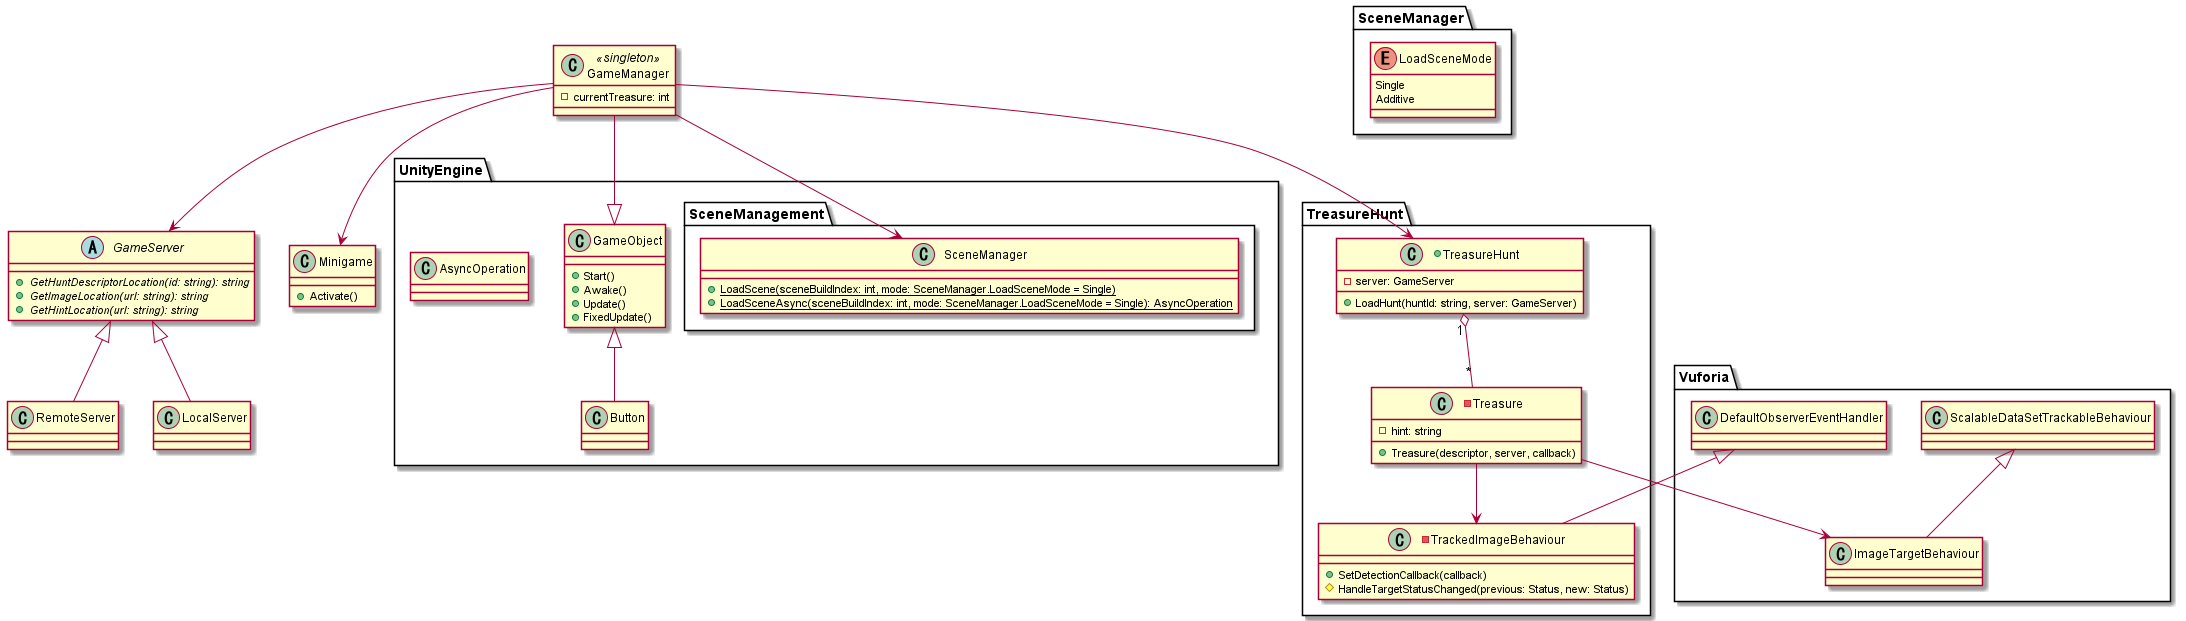 SceneManager
E LoadSceneMode
Single
Additive
«singleton»
C GameManager
currentTreasure: int
UnityEngine
SceneManagement
TreasureHunt
A GameServer
GetHuntDescriptorLocation(id: string): string
GetImageLocation(url: string): string
GetHintLocation(url: string): string
C Minigame
Activate()
C AsyncOperation
C GameObject
Start()
Awake()
Update()
FixedUpdate()
C SceneManager
LoadScene(sceneBuildIndex: int, mode: SceneManager.LoadSceneMode = Single)
LoadSceneAsync(sceneBuildIndex: int, mode: SceneManager.LoadSceneMode = Single): AsyncOperation
C TreasureHunt
server: GameServer
LoadHunt(huntId: string, server: GameServer)
1
*
C RemoteServer
C LocalServer
C Button
C Treasure
hint: string
Treasure(descriptor, server, callback)
Vuforia
C DefaultObserverEventHandler
C ScalableDataSetTrackableBehaviour
C TrackedImageBehaviour
SetDetectionCallback(callback)
HandleTargetStatusChanged(previous: Status, new: Status)
C ImageTargetBehaviour